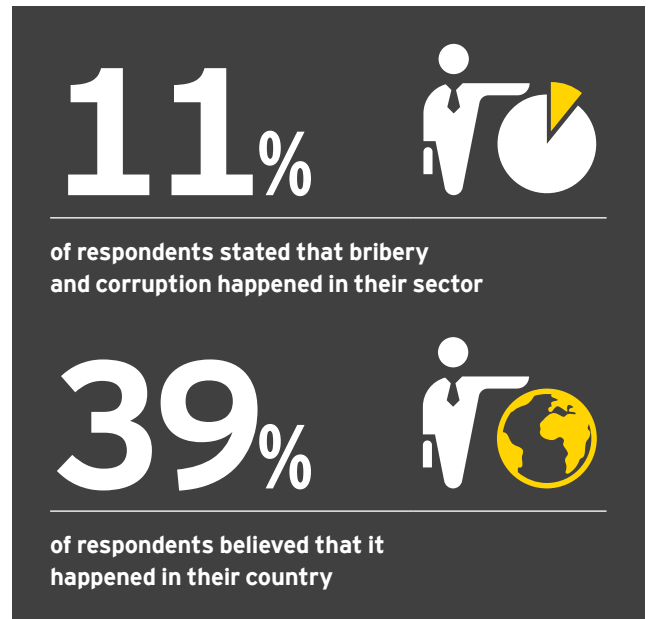 11%
of respondents stated that bribery
and corruption happened in their sector
39%
of respondents believed that it
happened in their country